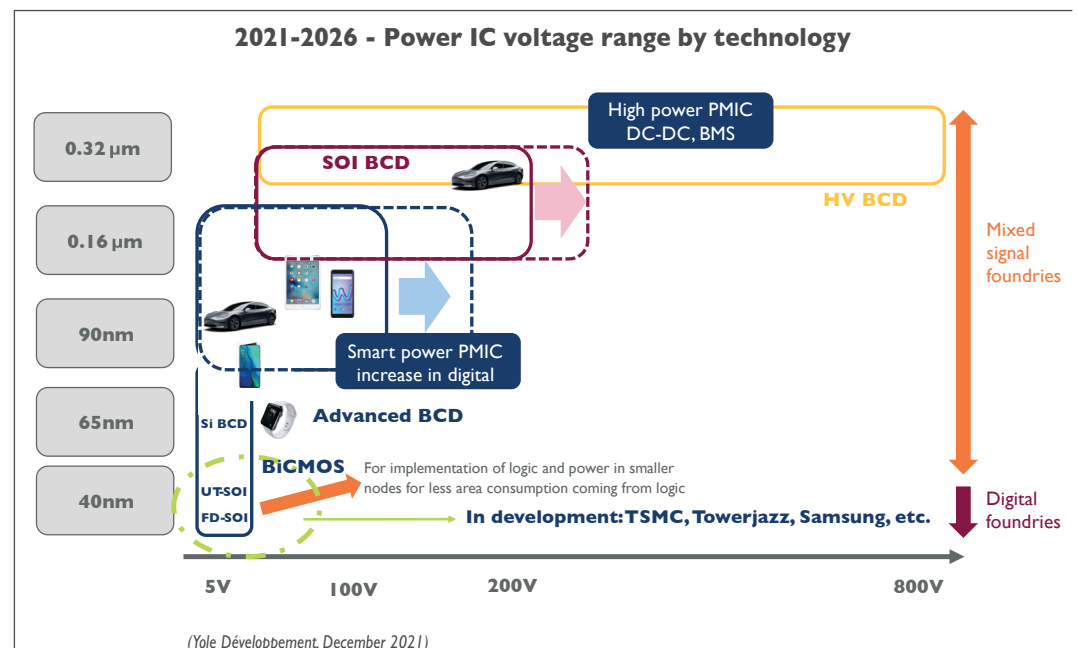 2021-2026 - Power IC voltage range by technology
High power PMIC
DC-DC, BMS
0.32 µm
SOI BCD
HV BCD
0.16 µm
Mixed
signal
foundries
90nm
Smart power PMIC
increase in digital
65nm
Si BCD
Advanced BCD
BiCMOS
For implementation of logic and power in smaller
nodes for less area consumption coming from logic
40nm
UT-SOI
FD-SOI
In development: TSMC, Towerjazz, Samsung, etc.
Digital
foundries
5V
100V
200V
800V
(Yole Développement, December 2021)